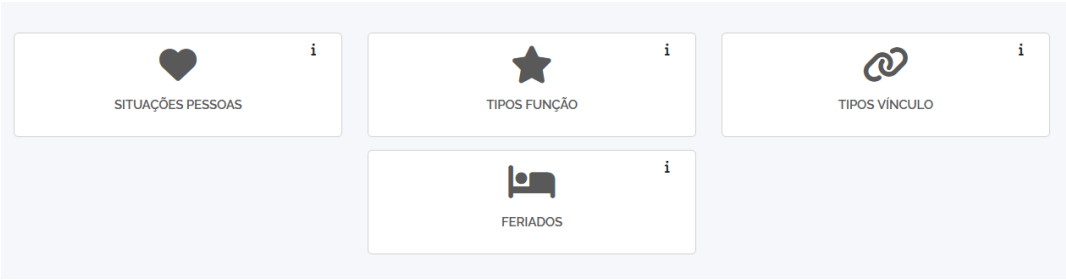 i
SITUAÇÕES PESSOAS
i
TIPOS FUNÇÃO
i
TIPOS VÍNCULO
i
FERIADOS